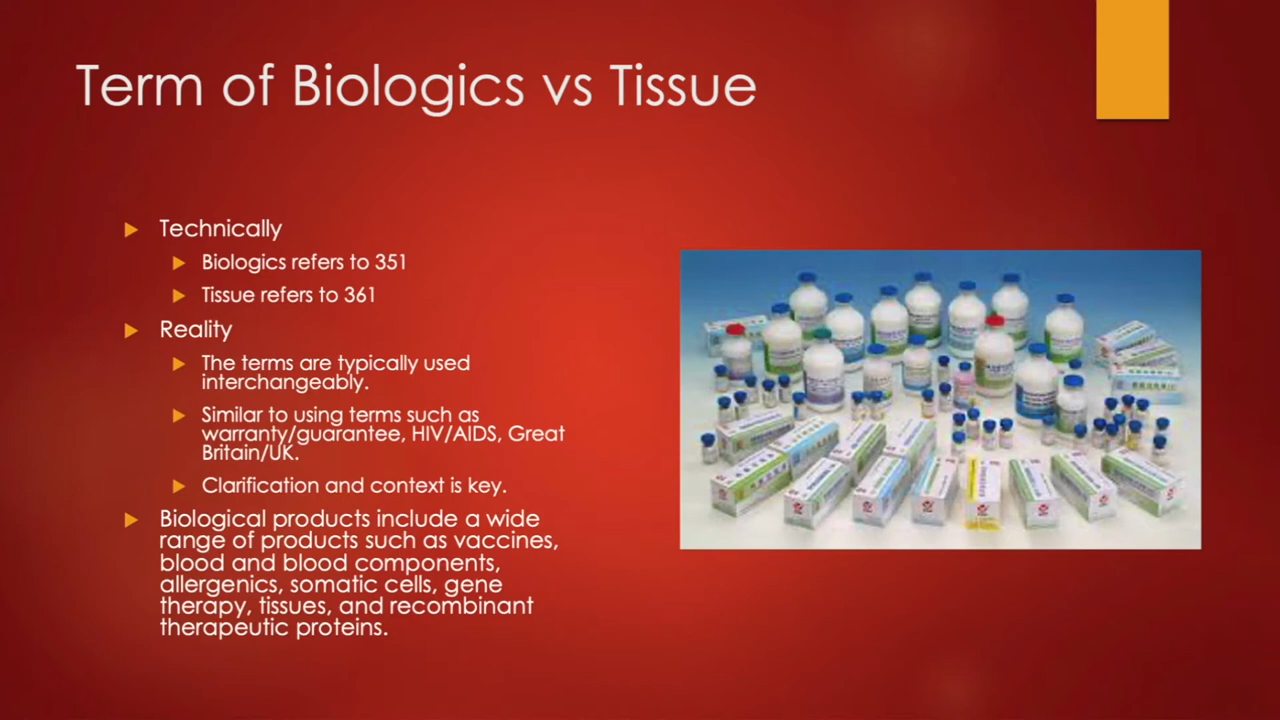 Term of Biologics vs Tissue
Technically
Biologics refers to 351
Tissue refers to 361
Reality
The terms are typically used
interchangeably.
Similar to using terms such as
warranty/guarantee, HIV/AIDS, Great
Britain/UK.
Clarification and context is key.
Biological products include a wide
range of products such as vaccines,
blood and blood components,
allergenics, somatic cells, gene
therapy, tissues, and recombinant
therapeutic proteins.